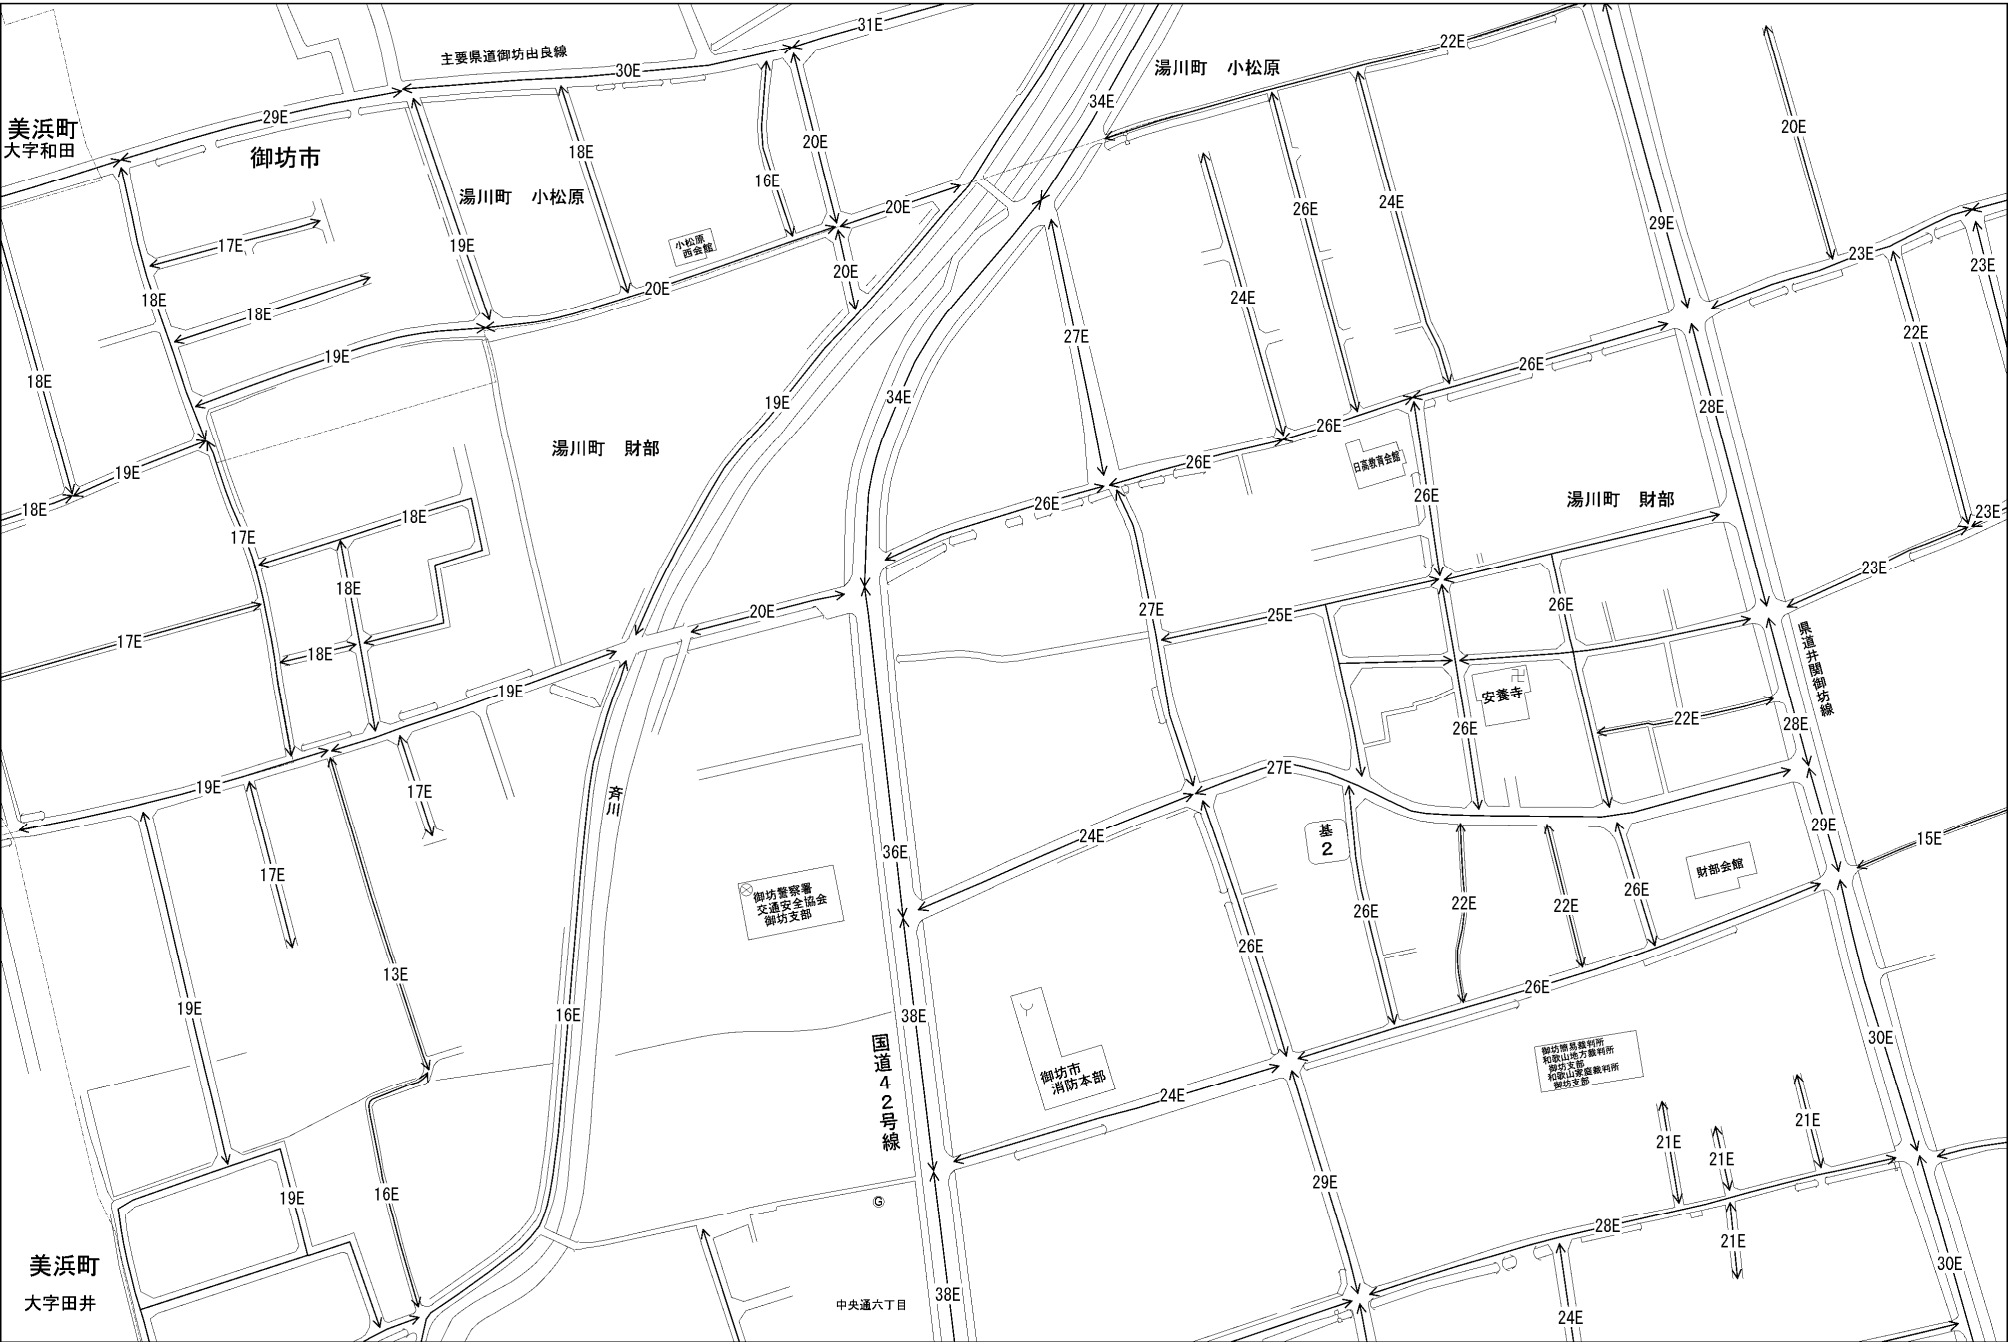 31E
22E
主要県道御坊由良線
30E
湯川町　小松原
34E
29E
美浜町
大字和田
御坊市
20E
20E
18E
16E
湯川町　小松原
20E
26E
24E
29E
17E
19E
小松原
西会館
23E
23E
18E
18E
20E
20E
24E
27E
22E
19E
26E
18E
34E
19E
28E
26E
湯川町　財部
19E
26E
日高教育会館
18E
26E
26E
湯川町　財部
23E
18E
17E
23E
18E
20E
27E
25E
26E
17E
18E
県道井関御坊線
19E
安養寺
26E
22E
28E
27E
19E
17E
斉川
基
2
29E
24E
15E
36E
17E
財部会館
御坊警察署
交通安全協会
御坊支部
26E
22E
22E
26E
26E
13E
26E
19E
16E
38E
国道42号線
30E
御坊簡易裁判所
和歌山地方裁判所
御坊支部
和歌山家庭裁判所
御坊支部
御坊市
消防本部
24E
21E
21E
21E
16E
19E
29E
G
28E
21E
美浜町
30E
大字田井
38E
中央通六丁目
24E